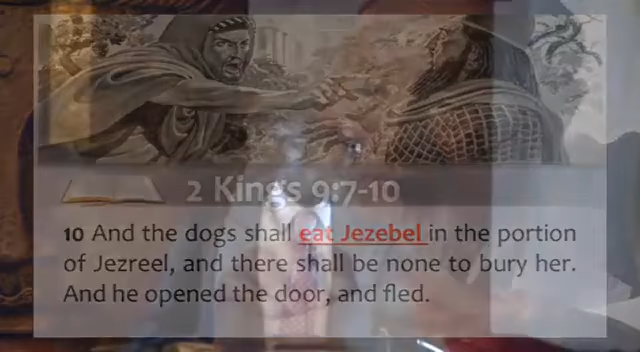 2 Kings 9:7-10
10 And the dogs shall eat Jezebel in the portion
of Jezreel, and there shall be none to bury her.
And he opened the door, and fled.